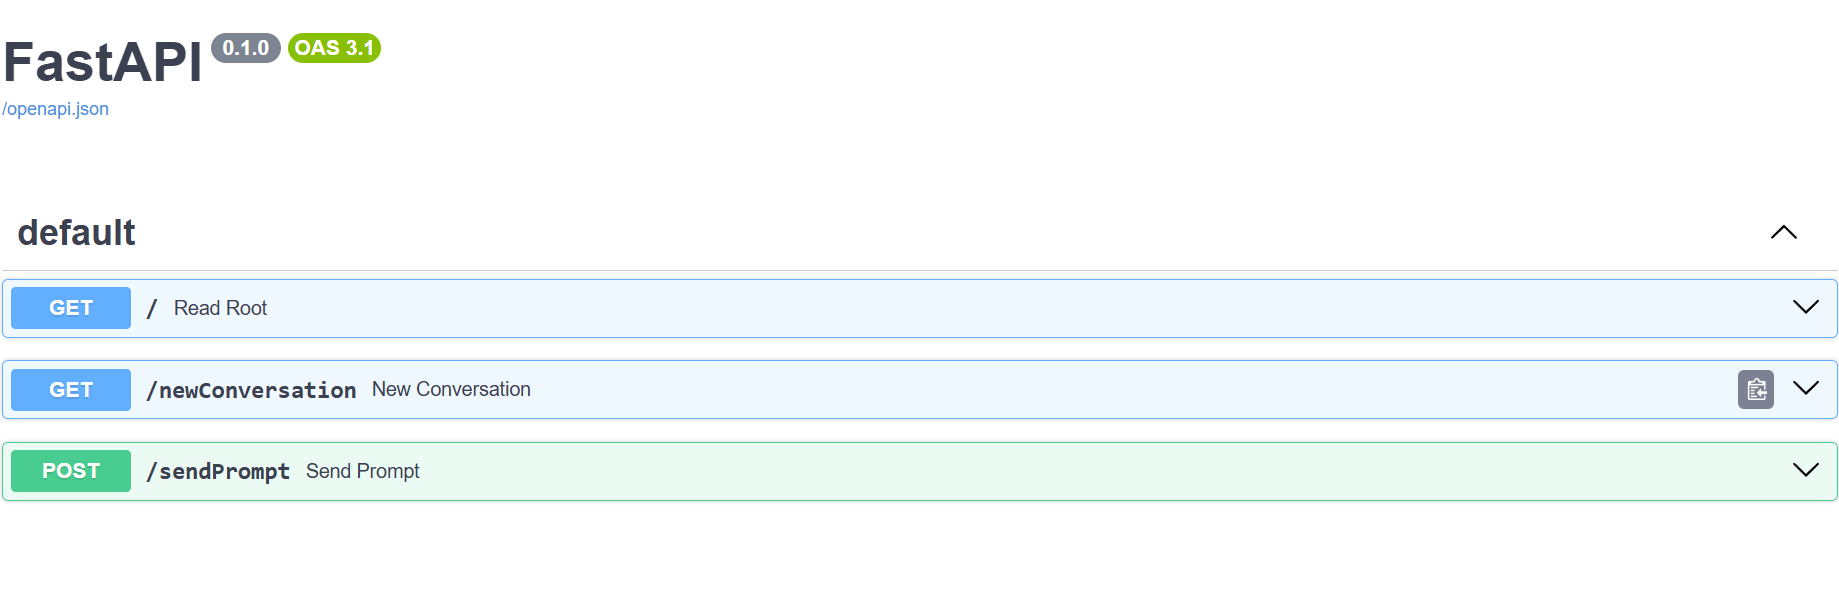 FastAPI 0.1.0 OAS 3.1
/openapi.json
default
GET / Read Root
GET /newConversation New Conversation
POST /sendPrompt Send Prompt